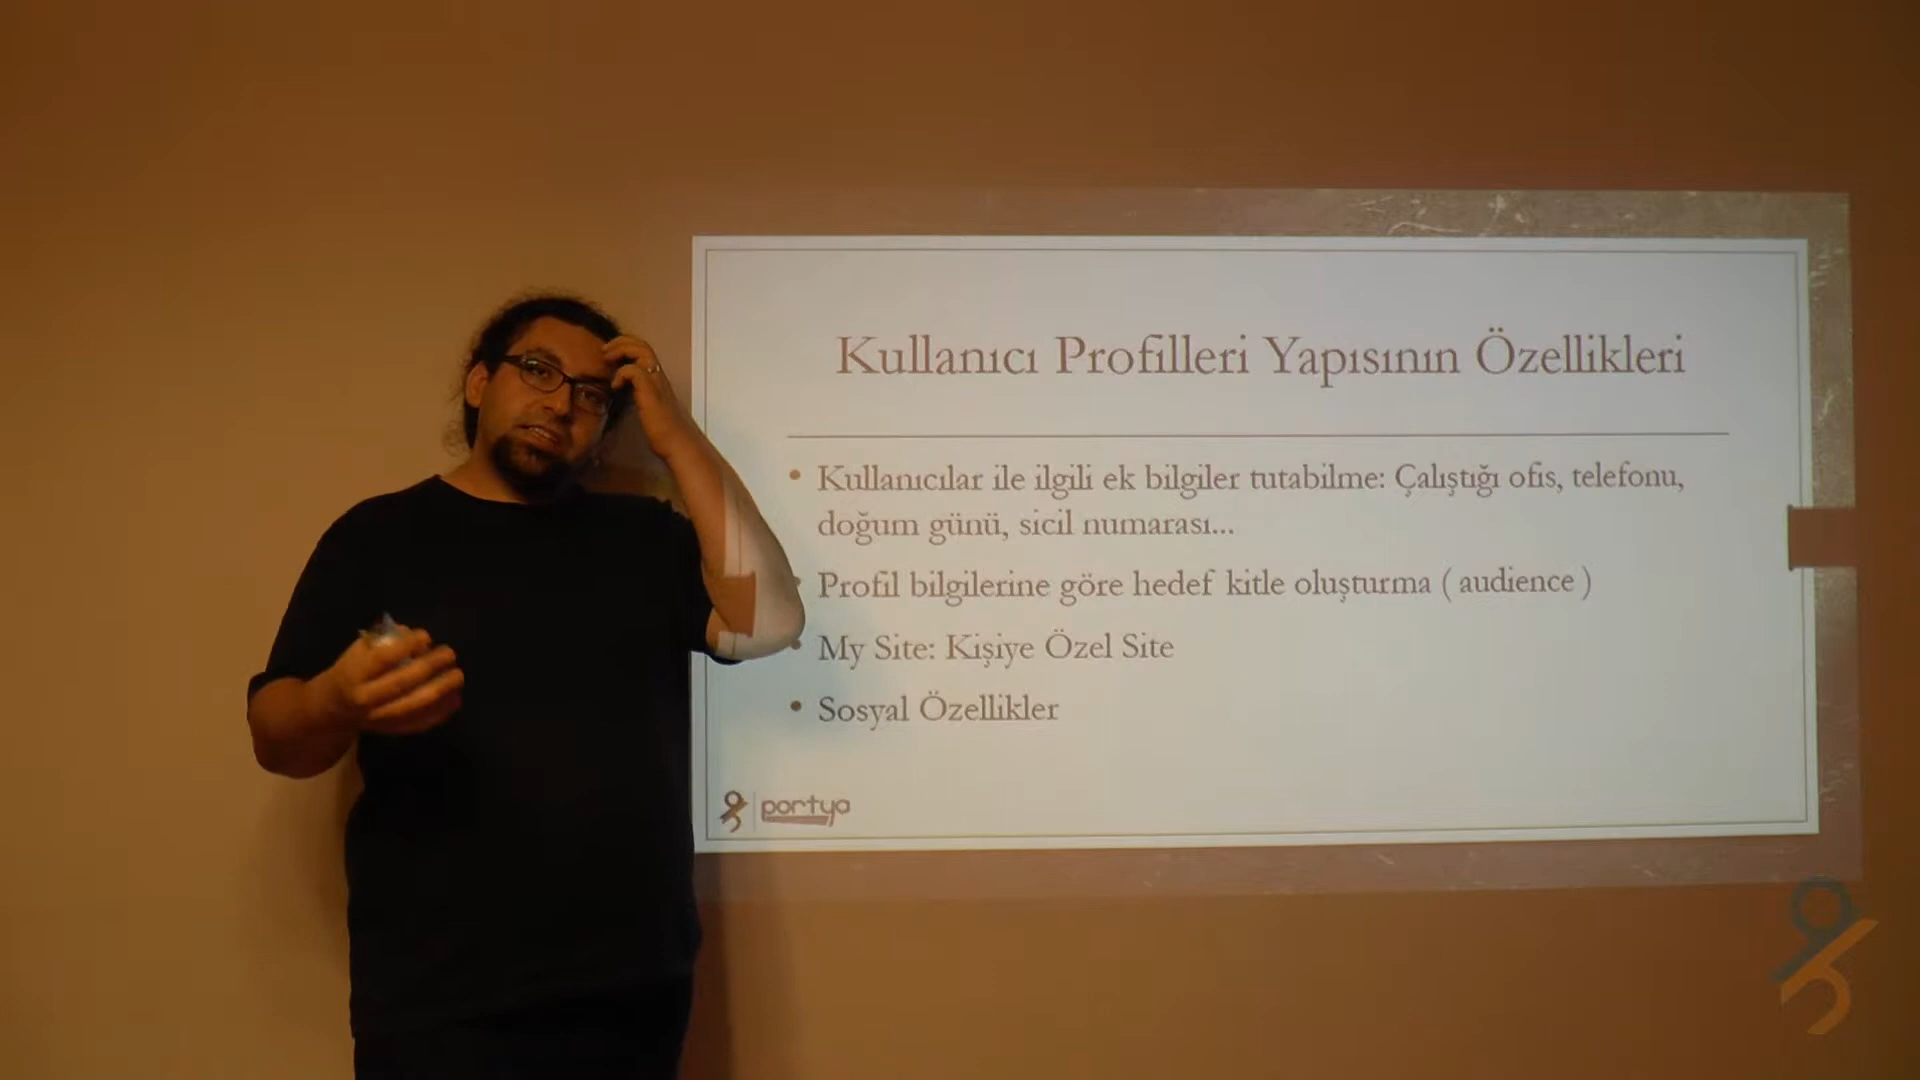 Kullanıcı Profilleri Yapısının Özellikleri
• Kullanıcılar ile ilgili ek bilgiler tutabilme: Çalıştığı ofis, telefonu,
doğum günü, sicil numarası...
• Profil bilgilerine göre hedef kitle oluşturma ( audience )
• My Site: Kişiye Özel Site
• Sosyal Özellikler
portya